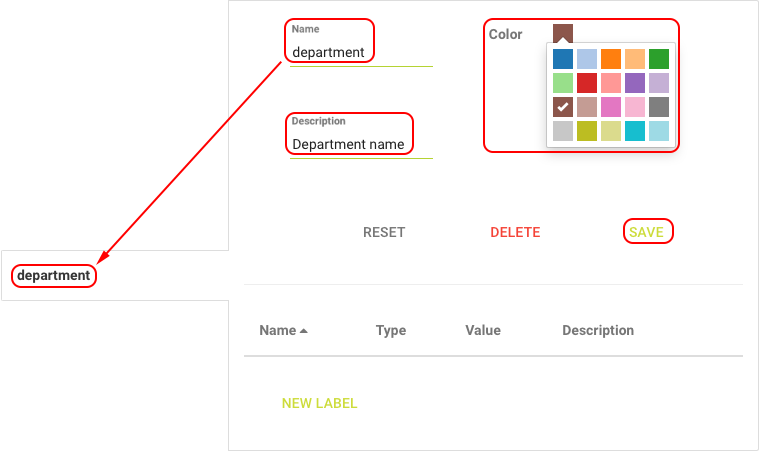 Name
department
Color
Description
Department name
RESET DELETE SAVE
department
Name Type Value Description
NEW LABEL